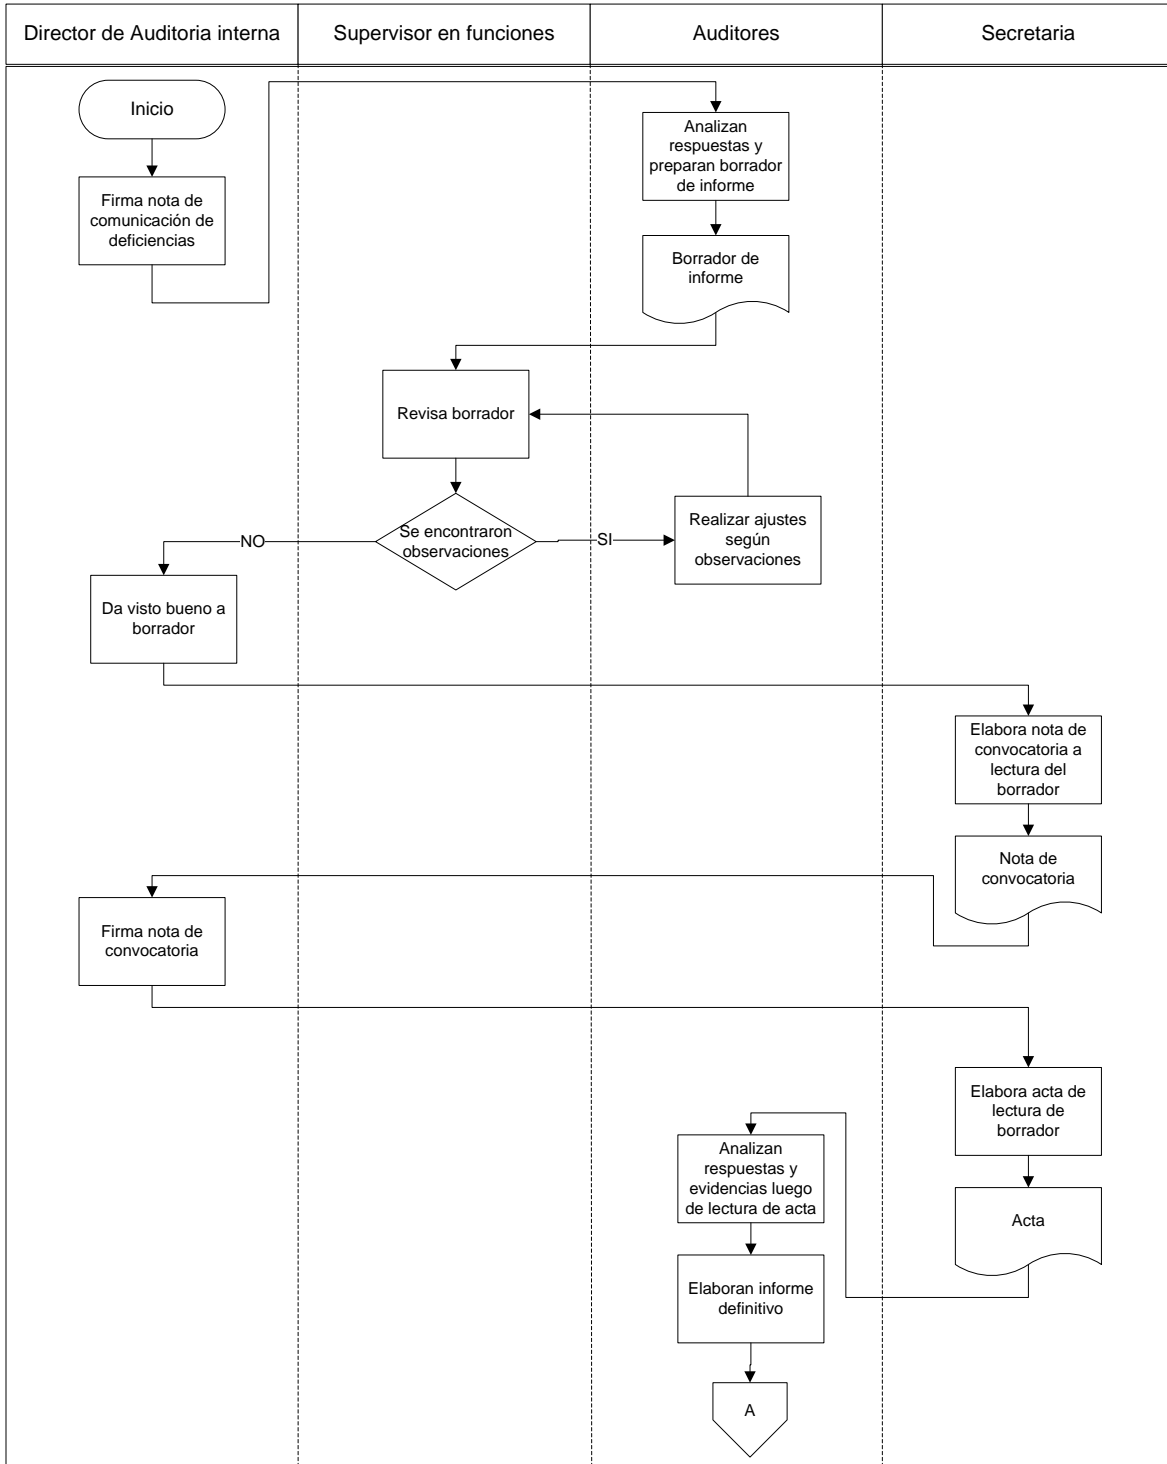 Director de Auditoria interna
Supervisor en funciones
Auditores
Secretaria
Inicio
Firma nota de
comunicación de
deficiencias
Analizan
respuestas y
preparan borrador
de informe
Borrador de
informe
Revisa borrador
Se encontraron
observaciones
NO
SI
Realizar ajustes
según
observaciones
Da visto bueno a
borrador
Elabora nota de
convocatoria a
lectura del
borrador
Nota de
convocatoria
Firma nota de
convocatoria
Elabora acta de
lectura de
borrador
Acta
Analizan
respuestas y
evidencias luego
de lectura de acta
Elaboran informe
definitivo
A